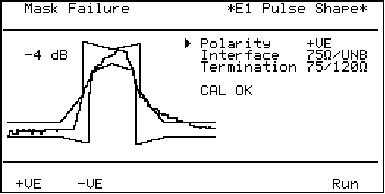 Mask Failure *E1 Pulse Shape*
-4 dB
Polarity +VE
Interface 75Ω/UNB
Termination 75/120Ω
CAL OK
+VE -VE Run